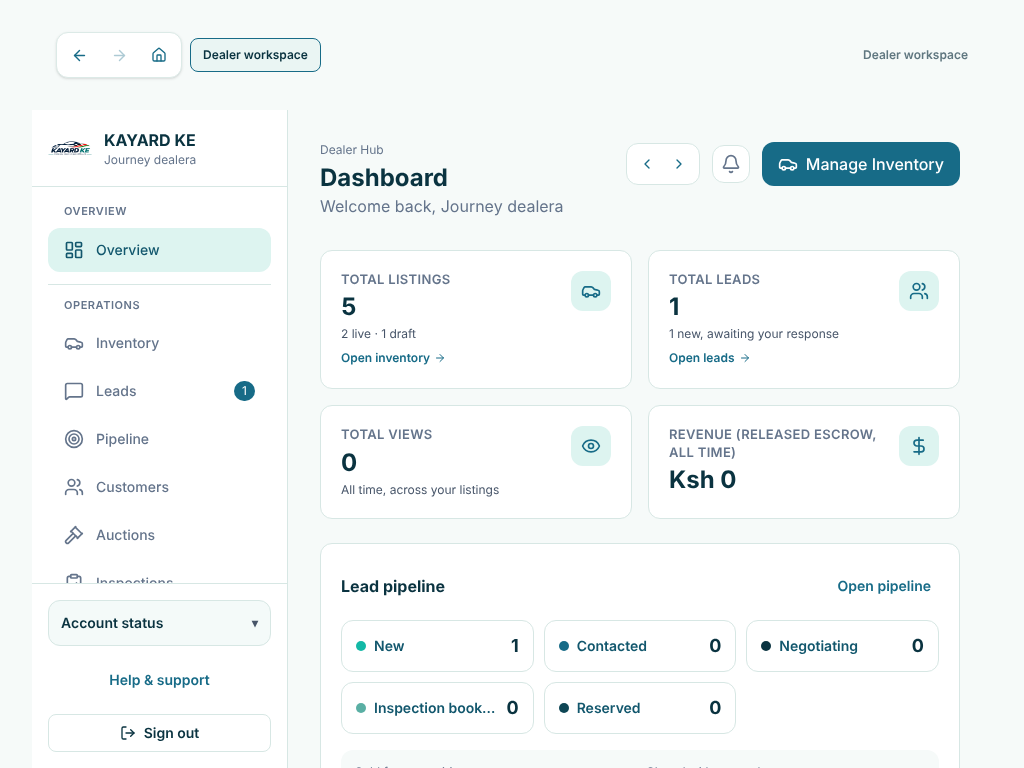 Dealer workspace
Dealer workspace
KAYARD KE
KAYARD KE
Journey dealera
OVERVIEW
Overview
OPERATIONS
Inventory
Leads
1
Pipeline
Customers
Auctions
Inspections
Account status
Help & support
Sign out
Dealer Hub
Dashboard
Welcome back, Journey dealera
Manage Inventory
TOTAL LISTINGS
5
2 live · 1 draft
Open inventory →
TOTAL LEADS
1
1 new, awaiting your response
Open leads →
TOTAL VIEWS
0
All time, across your listings
REVENUE (RELEASED ESCROW,
ALL TIME)
Ksh 0
Lead pipeline
Open pipeline
New 1
Contacted 0
Negotiating 0
Inspection book... 0
Reserved 0